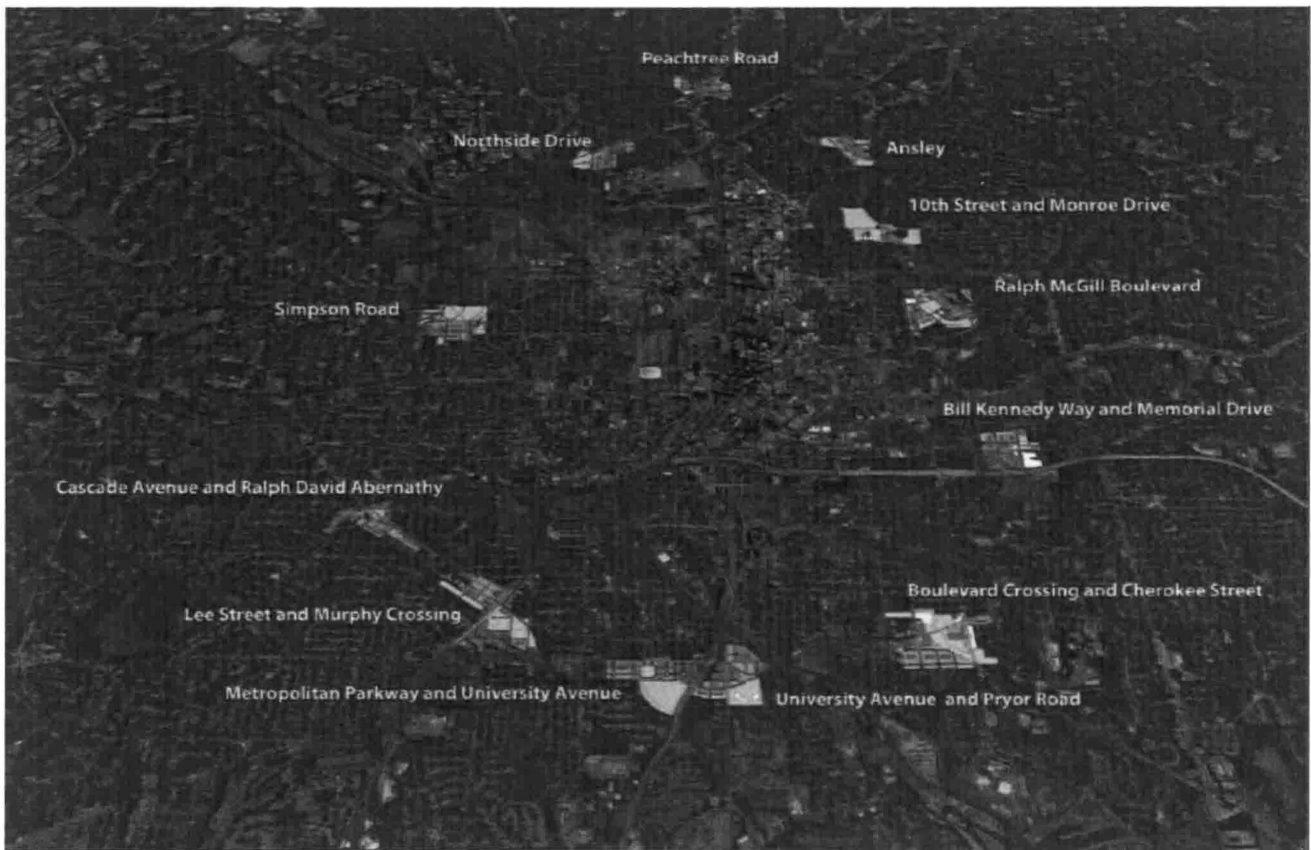 Peachtree Road
Northside Drive
Ansley
10th Street and Monroe Drive
Ralph McGill Boulevard
Simpson Road
Bill Kennedy Way and Memorial Drive
Cascade Avenue and Ralph David Abernathy
Boulevard Crossing and Cherokee Street
Lee Street and Murphy Crossing
Metropolitan Parkway and University Avenue
University Avenue and Pryor Road